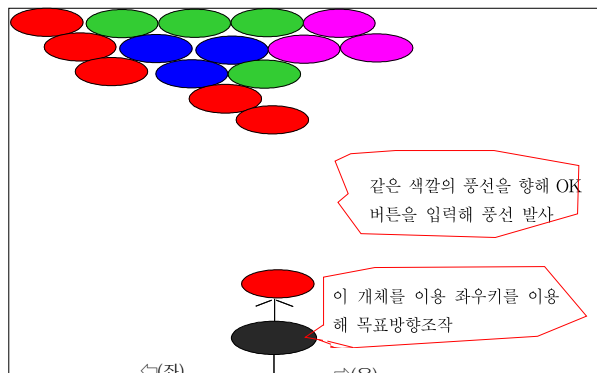 같은 색깔의 풍선을 향해 OK
버튼을 입력해 풍선 발사
이 개체를 이용 좌우키를 이용
해 목표방향조작
⇦(좌) ⇨(우)